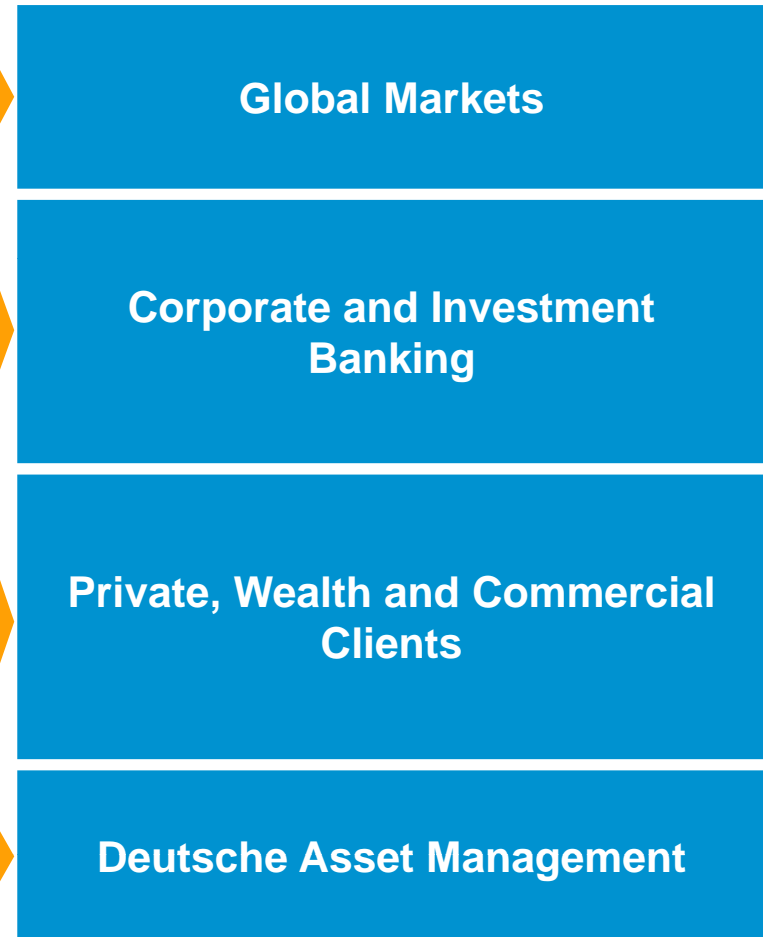 Global Markets
Corporate and Investment
Banking
Private, Wealth and Commercial
Clients
Deutsche Asset Management